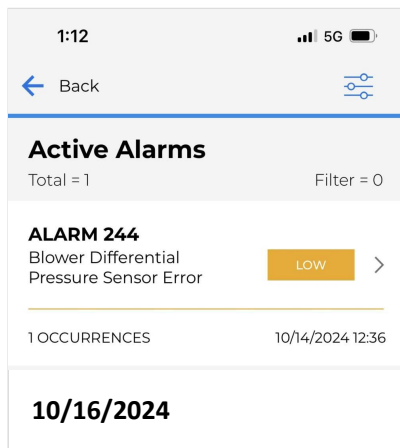 1:12 5G
Back
Active Alarms
Total = 1 Filter = 0
ALARM 244
Blower Differential
Pressure Sensor Error
LOW
1 OCCURRENCES 10/14/2024 12:36
10/16/2024